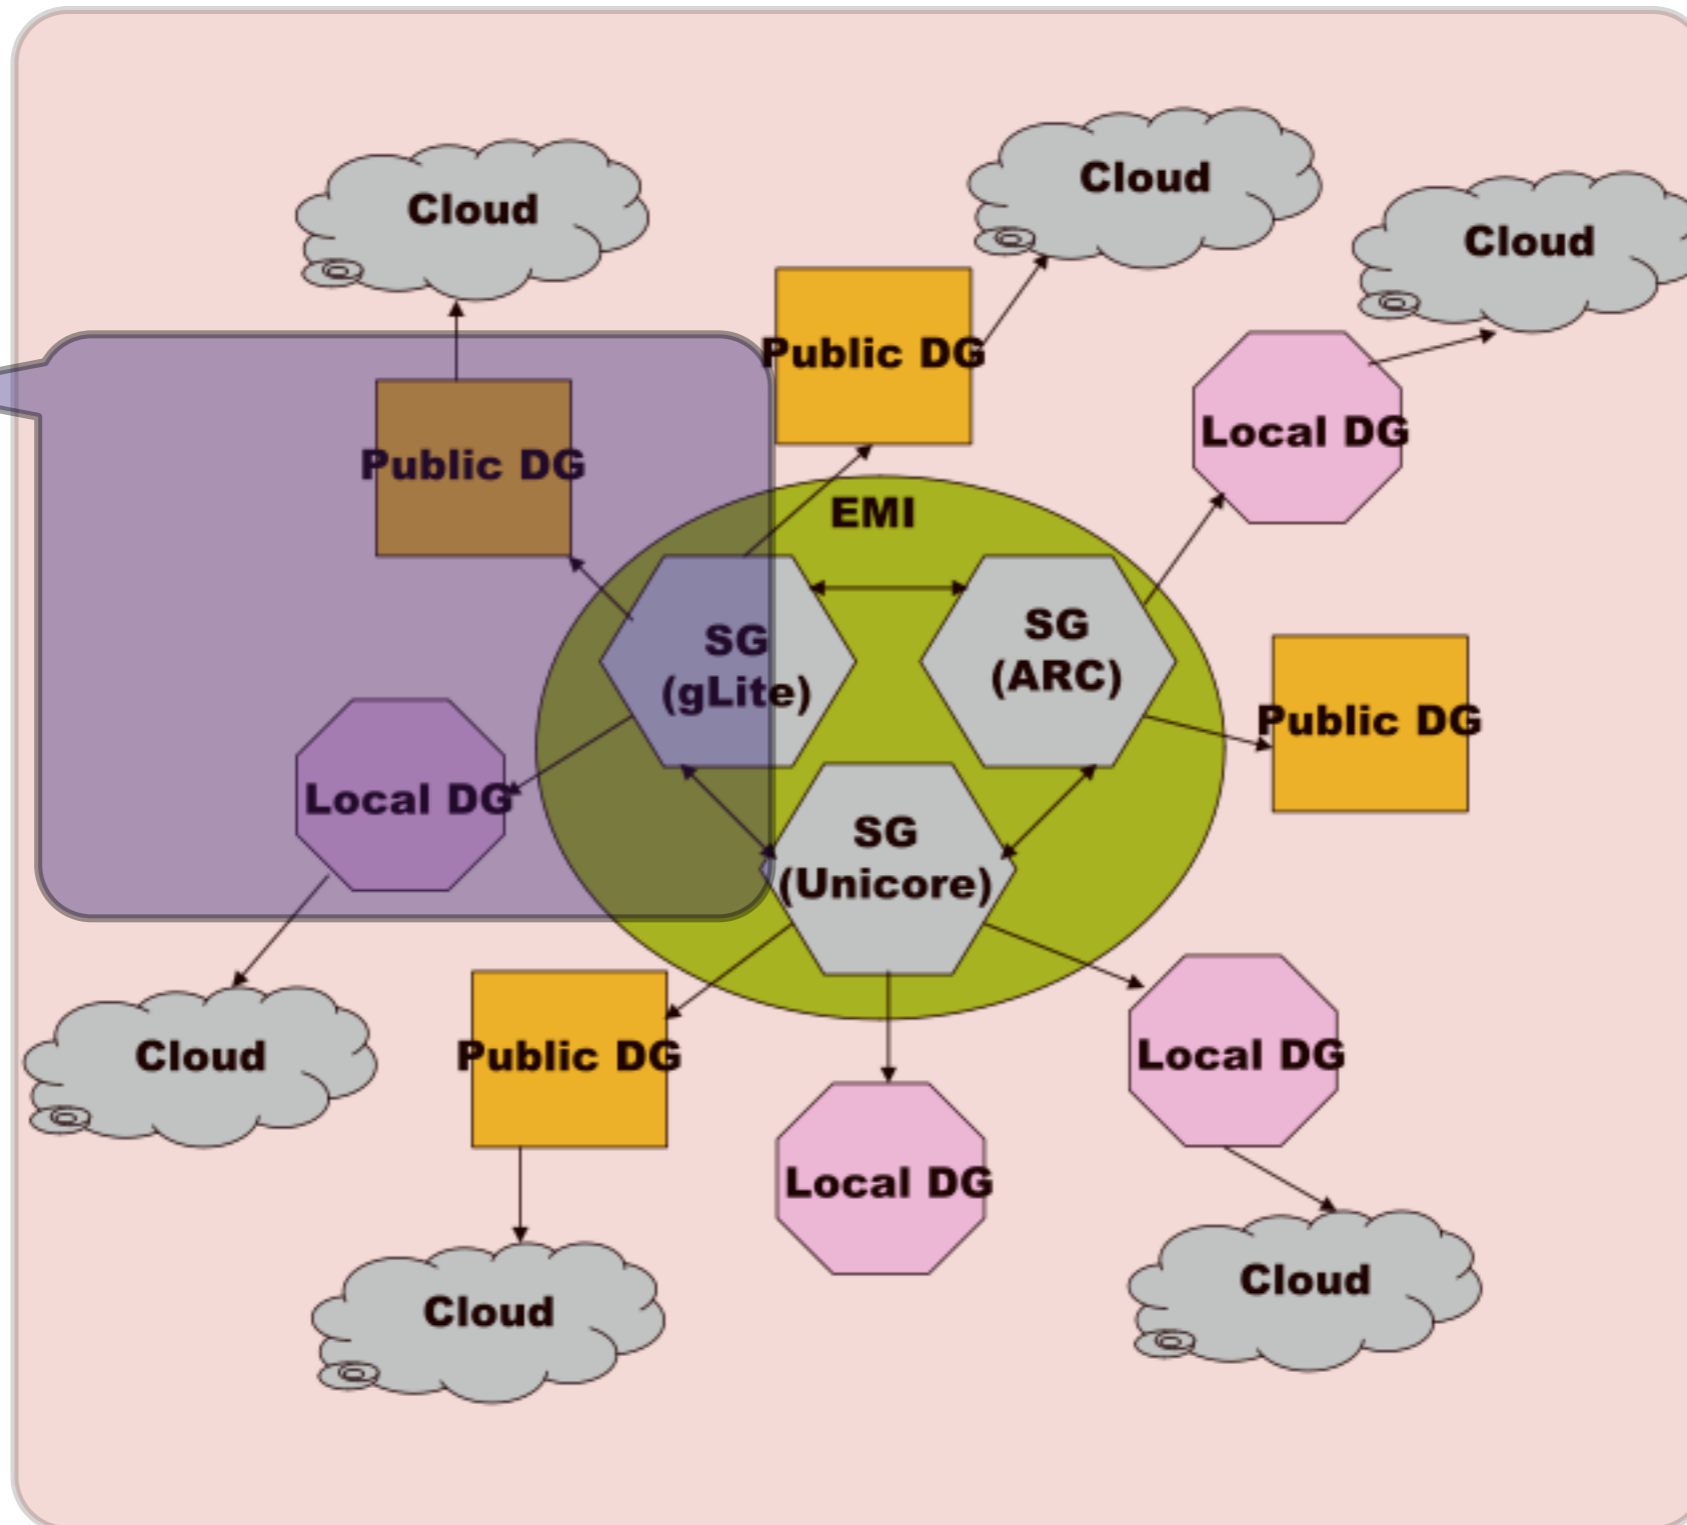 Cloud
Cloud
Cloud
Public DG
Local DG
Public DG
EMI
SG
(gLite)
SG
(ARC)
Public DG
Local DG
SG
(Unicore)
Cloud
Public DG
Local DG
Local DG
Cloud
Cloud